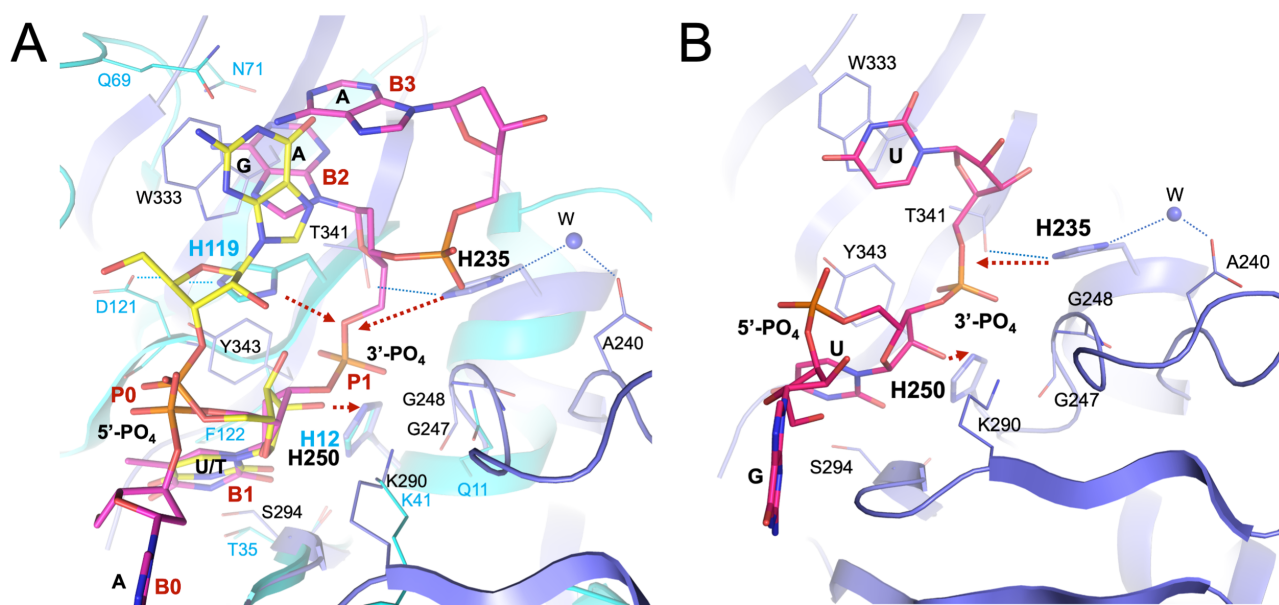 A
B
Q69
N71
A
B3
G
A
B2
W333
T341
H119
H235
W
D121
Y343
3'-PO4
A240
P0
P1
5'-PO4
F122
G248
G247
H12
H250
U/T
B1
K290
K41
Q11
S294
T35
A
B0
W333
U
T341
H235
W
Y343
A240
G248
5'-PO4
3'-PO4
U
H250
G247
K290
S294
G